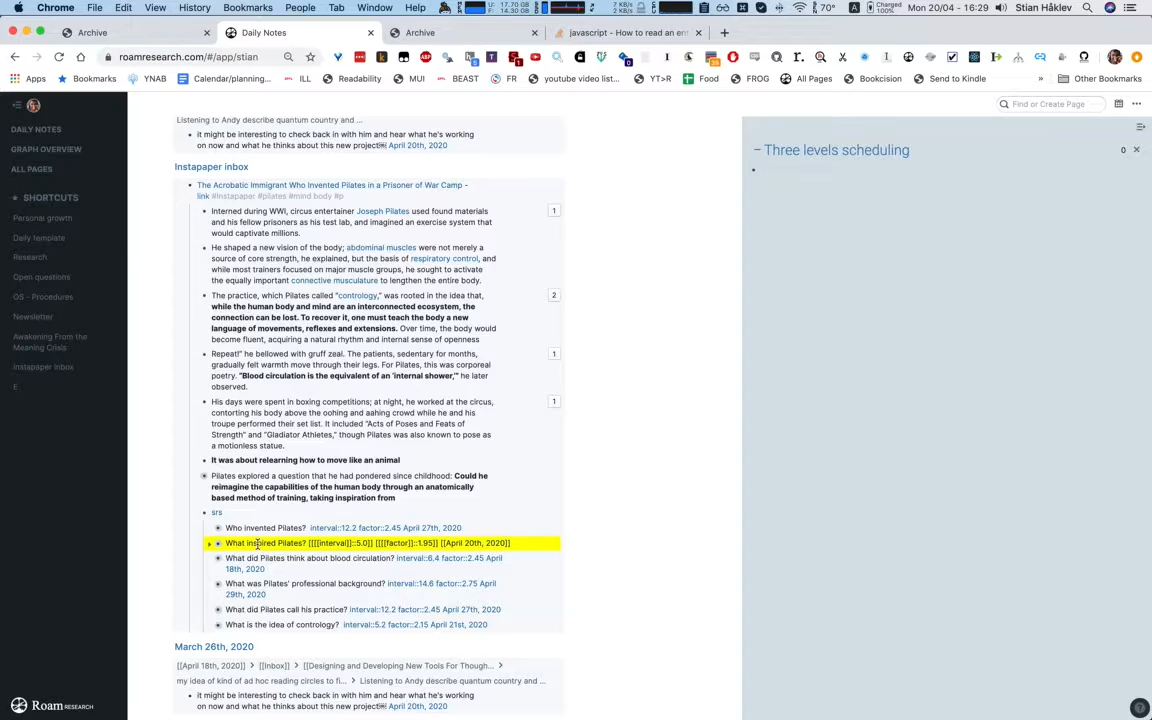 Chrome File Edit View History Bookmarks People Tab Window Help
U: 17.70 GB
F: 14.30 GB
7 KB/s
2 KB/s
70°
Charged
100%
Mon 20/04 - 16:29
Stian Håklev
Archive
Daily Notes
Archive
javascript - How to read an ent
roamresearch.com/#/app/stian
Apps Bookmarks YNAB Calendar/planning... ILL Readability MUI BEAST FR youtube video list... YT>R Food FROG All Pages Bookcision Send to Kindle » Other Bookmarks
DAILY NOTES
GRAPH OVERVIEW
ALL PAGES
SHORTCUTS
Personal growth
Daily template
Research
Open questions
OS - Procedures
Newsletter
Awakening From the
Meaning Crisis
Instapaper Inbox
E
Roam RESEARCH
Find or Create Page
Listening to Andy describe quantum country and ...
it might be interesting to check back in with him and hear what he's working
on now and what he thinks about this new project April 20th, 2020
Instapaper inbox
The Acrobatic Immigrant Who Invented Pilates in a Prisoner of War Camp -
link #Instapaper #pilates #mind body #p
Interned during WWI, circus entertainer Joseph Pilates used found materials 1
and his fellow prisoners as his test lab, and imagined an exercise system that
would captivate millions.
He shaped a new vision of the body; abdominal muscles were not merely a
source of core strength, he explained, but the basis of respiratory control, and
while most trainers focused on major muscle groups, he sought to activate
the equally important connective musculature to lengthen the entire body.
The practice, which Pilates called "contrology," was rooted in the idea that, 2
while the human body and mind are an interconnected ecosystem, the
connection can be lost. To recover it, one must teach the body a new
language of movements, reflexes and extensions. Over time, the body would
become fluent, acquiring a natural rhythm and internal sense of openness
Repeat!" he bellowed with gruff zeal. The patients, sedentary for months, 1
gradually felt warmth move through their legs. For Pilates, this was corporeal
poetry. "Blood circulation is the equivalent of an 'internal shower,'" he later
observed.
His days were spent in boxing competitions; at night, he worked at the circus, 1
contorting his body above the oohing and aahing crowd while he and his
troupe performed their set list. It included "Acts of Poses and Feats of
Strength" and "Gladiator Athletes," though Pilates was also known to pose as
a motionless statue.
It was about relearning how to move like an animal
Pilates explored a question that he had pondered since childhood: Could he
reimagine the capabilities of the human body through an anatomically
based method of training, taking inspiration from
srs
Who invented Pilates? interval::12.2 factor::2.45 April 27th, 2020
What inspired Pilates? [[[[interval]]::5.0]] [[[[factor]]::1.95]] [[April 20th, 2020]]
What did Pilates think about blood circulation? interval::6.4 factor::2.45 April
18th, 2020
What was Pilates' professional background? interval::14.6 factor::2.75 April
29th, 2020
What did Pilates call his practice? interval::12.2 factor::2.45 April 27th, 2020
What is the idea of contrology? interval::5.2 factor::2.15 April 21st, 2020
March 26th, 2020
[[April 18th, 2020]] > [[Inbox]] > [[Designing and Developing New Tools For Though... >
my idea of kind of ad hoc reading circles to fi... > Listening to Andy describe quantum country and ...
it might be interesting to check back in with him and hear what he's working
on now and what he thinks about this new project April 20th, 2020
Three levels scheduling 0